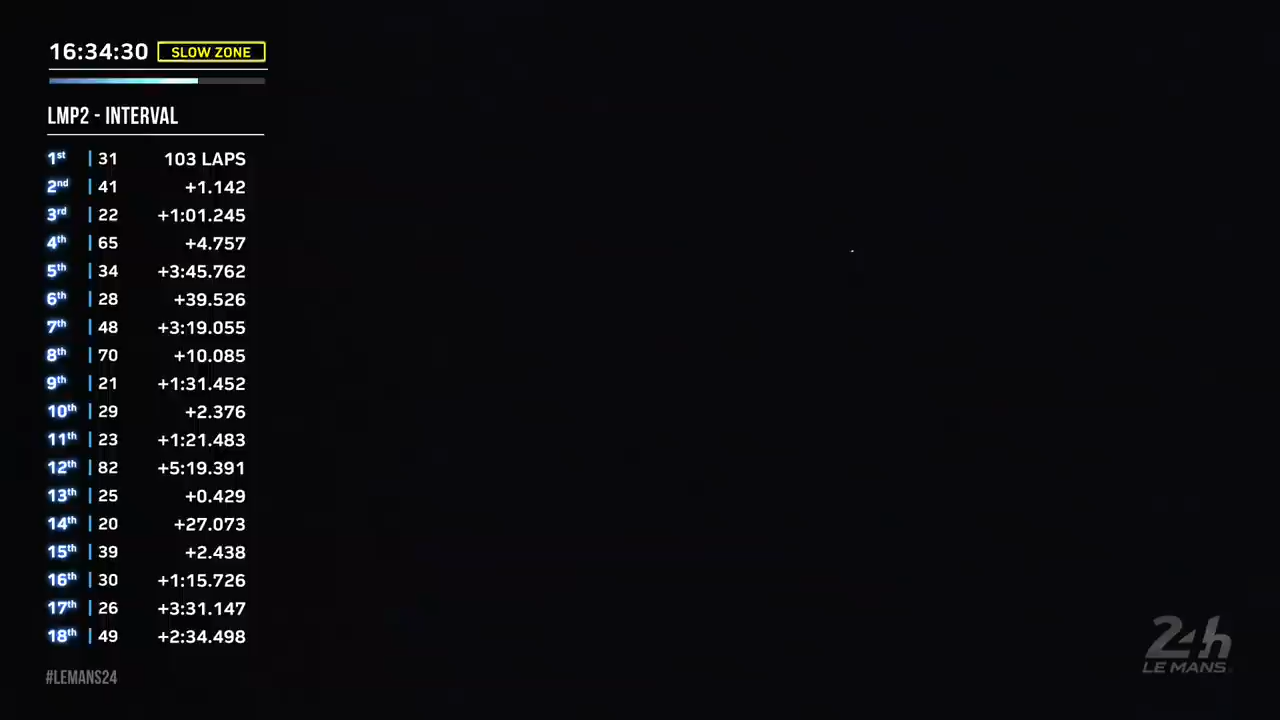 16:34:30 SLOW ZONE
LMP2 - INTERVAL
1st 31 103 LAPS
2nd 41 +1.142
3rd 22 +1:01.245
4th 65 +4.757
5th 34 +3:45.762
6th 28 +39.526
7th 48 +3:19.055
8th 70 +10.085
9th 21 +1:31.452
10th 29 +2.376
11th 23 +1:21.483
12th 82 +5:19.391
13th 25 +0.429
14th 20 +27.073
15th 39 +2.438
16th 30 +1:15.726
17th 26 +3:31.147
18th 49 +2:34.498
#LEMANS24
24h
LE MANS